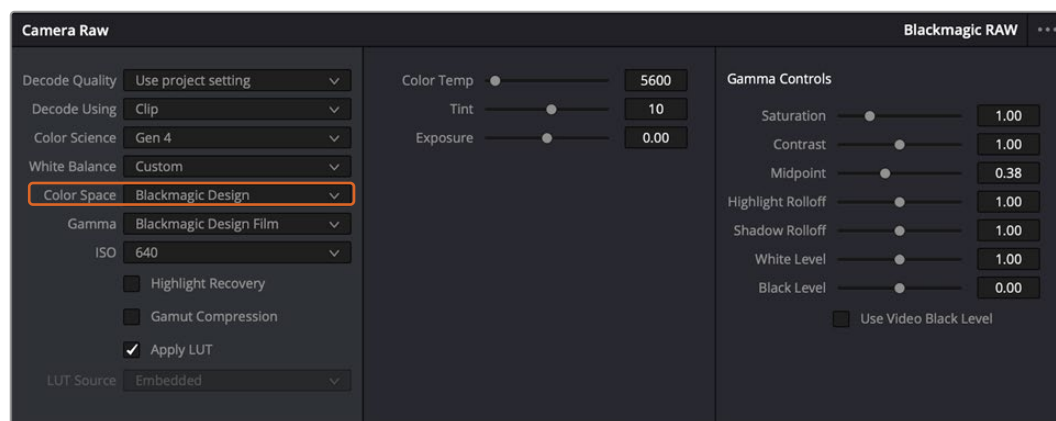 Camera Raw
Blackmagic RAW
Decode Quality Use project setting
Decode Using Clip
Color Science Gen 4
White Balance Custom
Color Space Blackmagic Design
Gamma Blackmagic Design Film
ISO 640
Highlight Recovery
Gamut Compression
Apply LUT
LUT Source Embedded
Color Temp 5600
Tint 10
Exposure 0.00
Gamma Controls
Saturation 1.00
Contrast 1.00
Midpoint 0.38
Highlight Rolloff 1.00
Shadow Rolloff 1.00
White Level 1.00
Black Level 0.00
Use Video Black Level